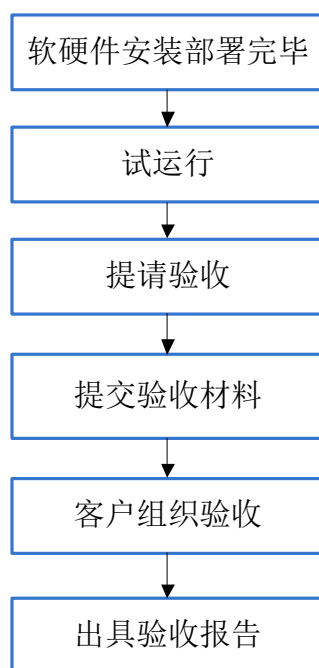 软硬件安装部署完毕
试运行
提请验收
提交验收材料
客户组织验收
出具验收报告